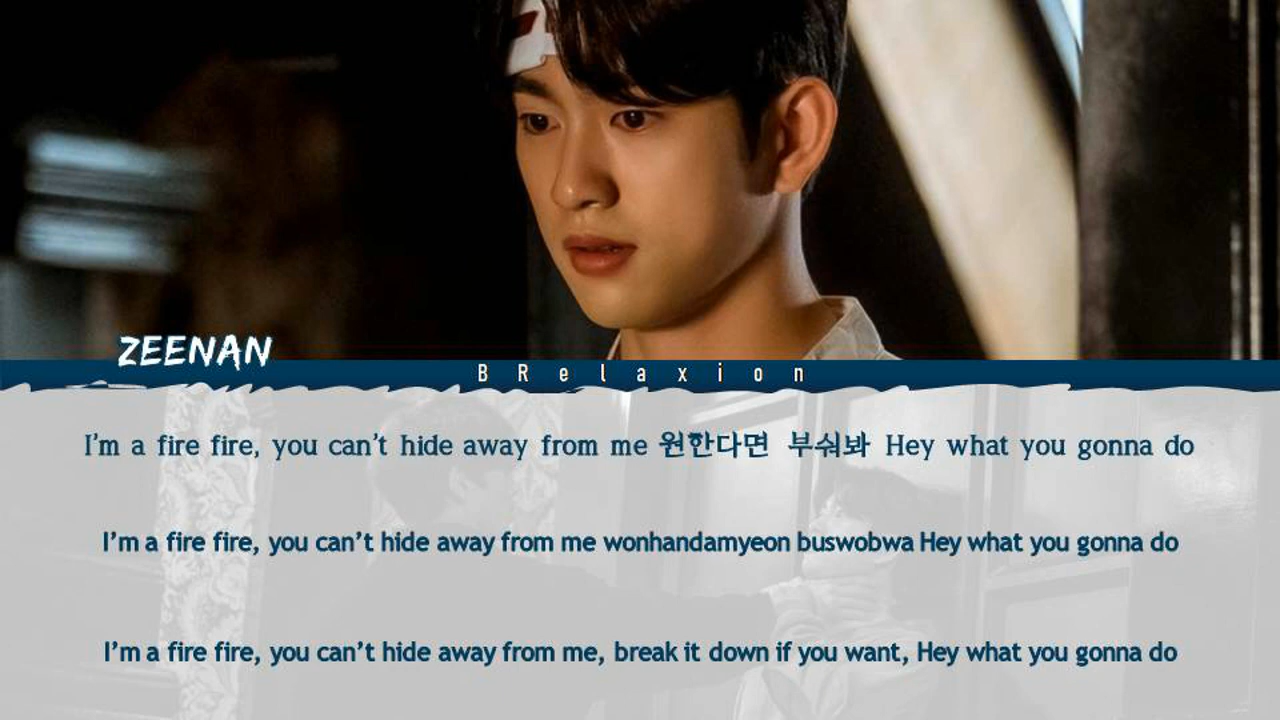 ZEENAN
BRelaxion
I'm a fire fire, you can't hide away from me 원한다면 부숴봐 Hey what you gonna do
I'm a fire fire, you can't hide away from me wonhandamyeon buswobwa Hey what you gonna do
I'm a fire fire, you can't hide away from me, break it down if you want, Hey what you gonna do